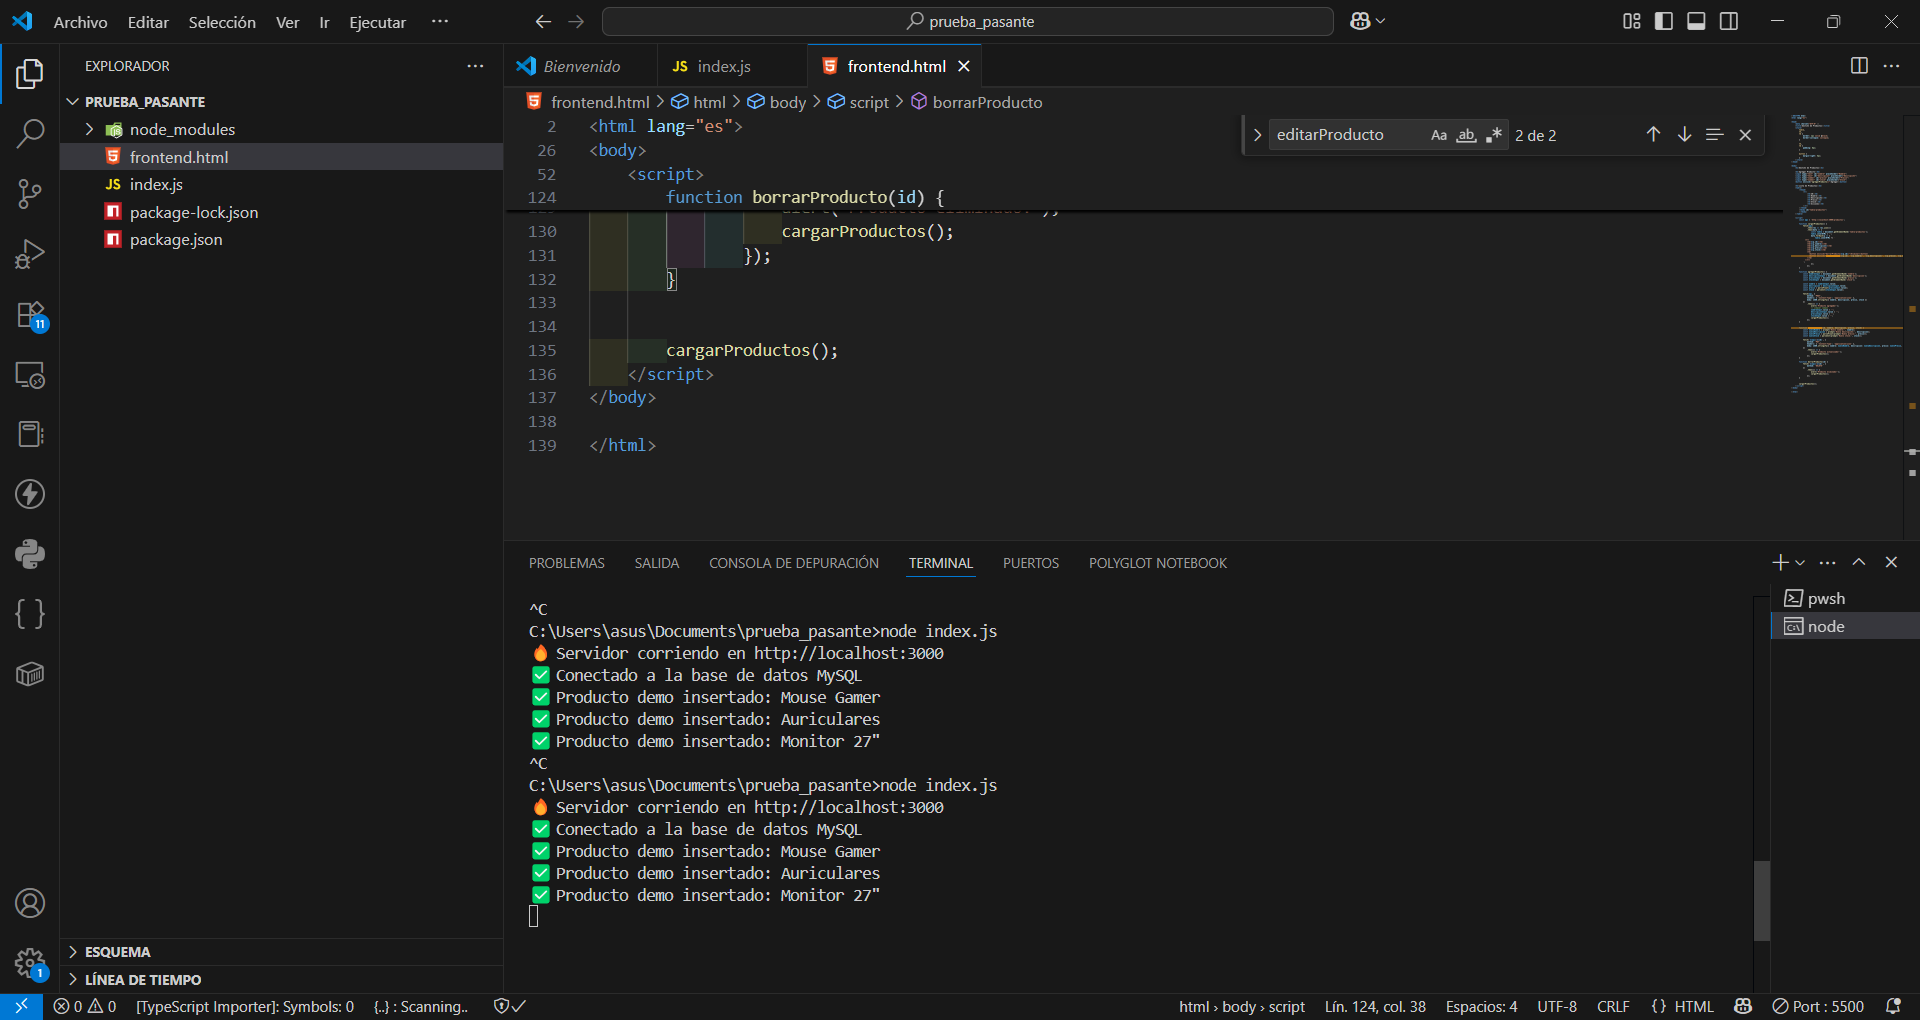 Archivo Editar Selección Ver Ir Ejecutar ···
prueba_pasante
EXPLORADOR
PRUEBA_PASANTE
node_modules
frontend.html
JS index.js
package-lock.json
package.json
11
1
ESQUEMA
LÍNEA DE TIEMPO
Bienvenido
JS index.js
frontend.html
frontend.html > html > body > script > borrarProducto
editarProducto Aa ab 2 de 2
2 <html lang="es">
26 <body>
52 <script>
124 function borrarProducto(id) {
130 cargarProductos();
131 });
132 }
133
134
135 cargarProductos();
136 </script>
137 </body>
138
139 </html>
PROBLEMAS SALIDA CONSOLA DE DEPURACIÓN TERMINAL PUERTOS POLYGLOT NOTEBOOK
pwsh
node
^C
C:\Users\asus\Documents\prueba_pasante>node index.js
🔥 Servidor corriendo en http://localhost:3000
✅ Conectado a la base de datos MySQL
✅ Producto demo insertado: Mouse Gamer
✅ Producto demo insertado: Auriculares
✅ Producto demo insertado: Monitor 27"
^C
C:\Users\asus\Documents\prueba_pasante>node index.js
🔥 Servidor corriendo en http://localhost:3000
✅ Conectado a la base de datos MySQL
✅ Producto demo insertado: Mouse Gamer
✅ Producto demo insertado: Auriculares
✅ Producto demo insertado: Monitor 27"
0 0 [TypeScript Importer]: Symbols: 0 {..} : Scanning.. html › body › script Lín. 124, col. 38 Espacios: 4 UTF-8 CRLF {} HTML Port : 5500